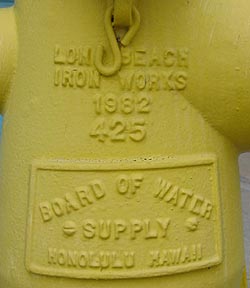 LONG BEACH
IRON WORKS
1982
425
BOARD OF WATER
SUPPLY
HONOLULU HAWAII